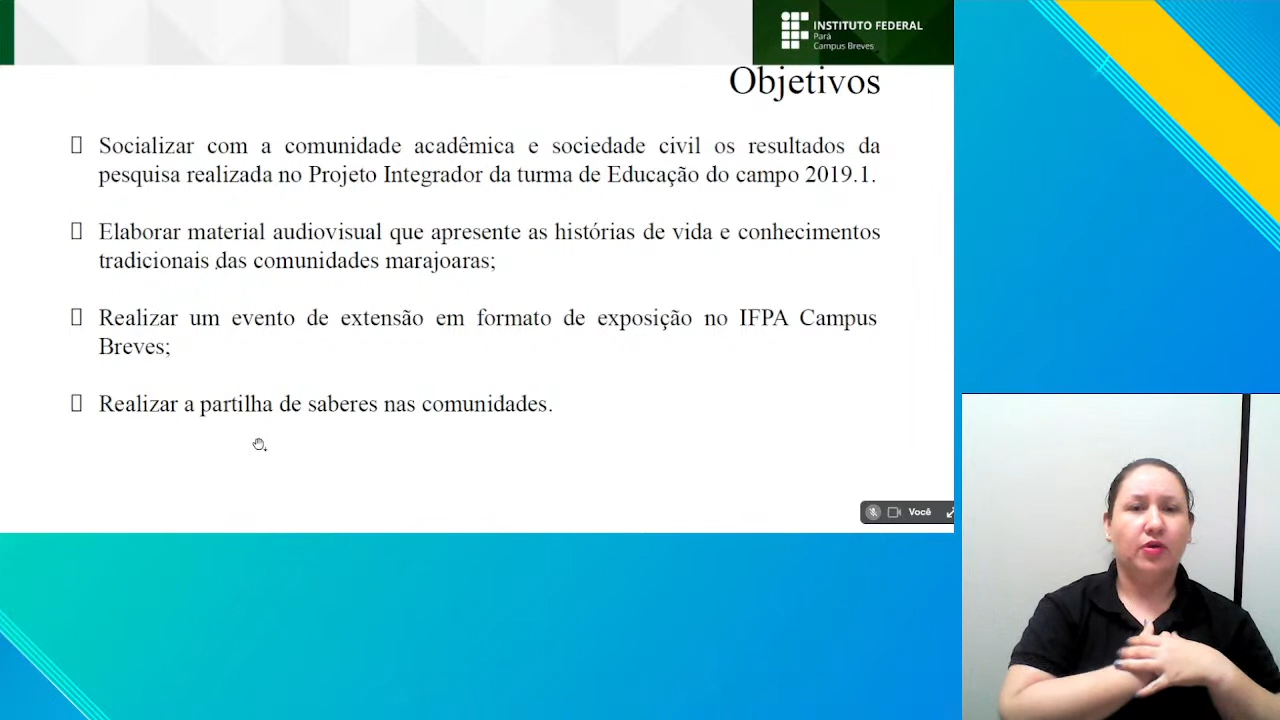 INSTITUTO FEDERAL
Pará
Campus Breves
Objetivos
Socializar com a comunidade acadêmica e sociedade civil os resultados da
pesquisa realizada no Projeto Integrador da turma de Educação do campo 2019.1.
Elaborar material audiovisual que apresente as histórias de vida e conhecimentos
tradicionais das comunidades marajoaras;
Realizar um evento de extensão em formato de exposição no IFPA Campus
Breves;
Realizar a partilha de saberes nas comunidades.
Você